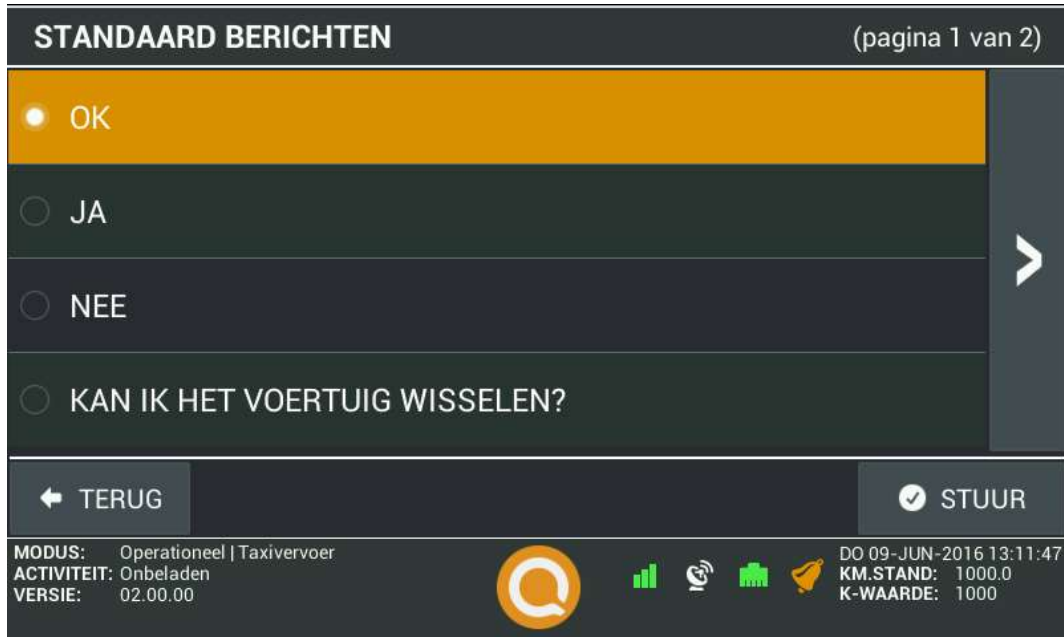 STANDAARD BERICHTEN (pagina 1 van 2)
OK
JA
NEE
KAN IK HET VOERTUIG WISSELEN?
TERUG STUUR
MODUS: Operationeel | Taxivervoer
ACTIVITEIT: Onbeladen
VERSIE: 02.00.00
DO 09-JUN-2016 13:11:47
KM.STAND: 1000.0
K-WAARDE: 1000